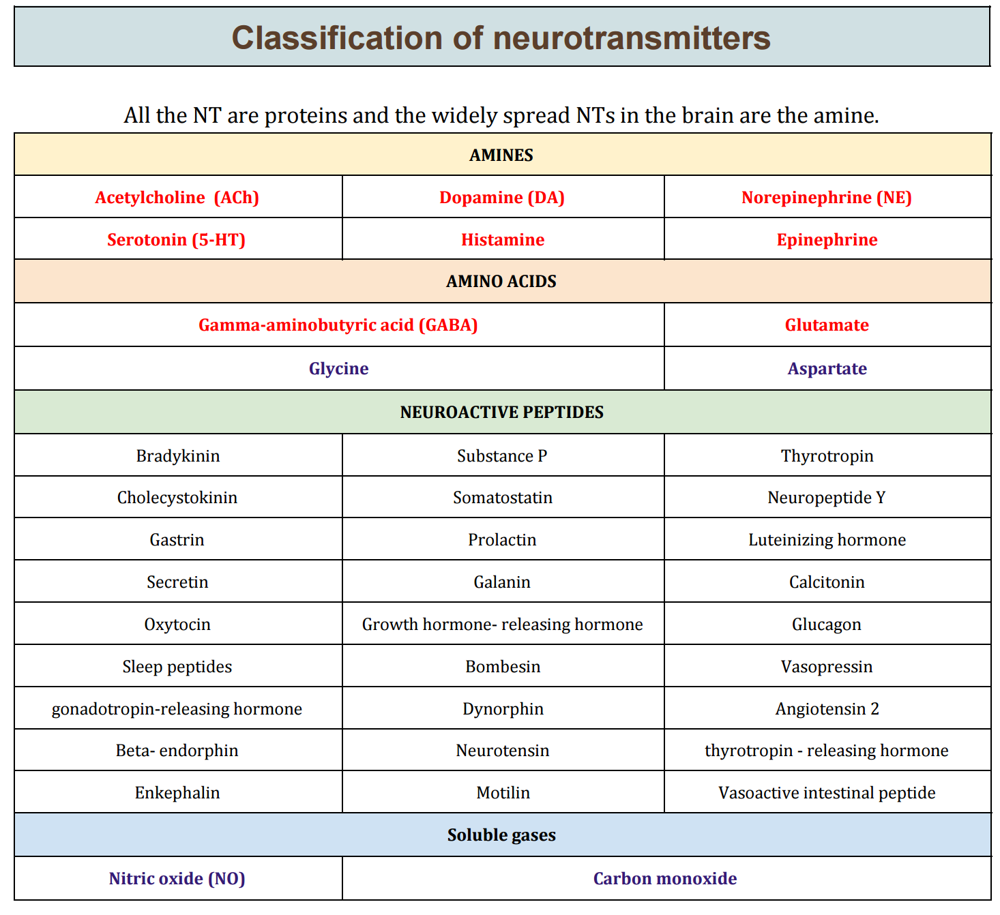 Classification of neurotransmitters
All the NT are proteins and the widely spread NTs in the brain are the amine.
AMINES
Acetylcholine (ACh) Dopamine (DA) Norepinephrine (NE)
Serotonin (5-HT) Histamine Epinephrine
AMINO ACIDS
Gamma-aminobutyric acid (GABA) Glutamate
Glycine Aspartate
NEUROACTIVE PEPTIDES
Bradykinin Substance P Thyrotropin
Cholecystokinin Somatostatin Neuropeptide Y
Gastrin Prolactin Luteinizing hormone
Secretin Galanin Calcitonin
Oxytocin Growth hormone- releasing hormone Glucagon
Sleep peptides Bombesin Vasopressin
gonadotropin-releasing hormone Dynorphin Angiotensin 2
Beta- endorphin Neurotensin thyrotropin - releasing hormone
Enkephalin Motilin Vasoactive intestinal peptide
Soluble gases
Nitric oxide (NO) Carbon monoxide